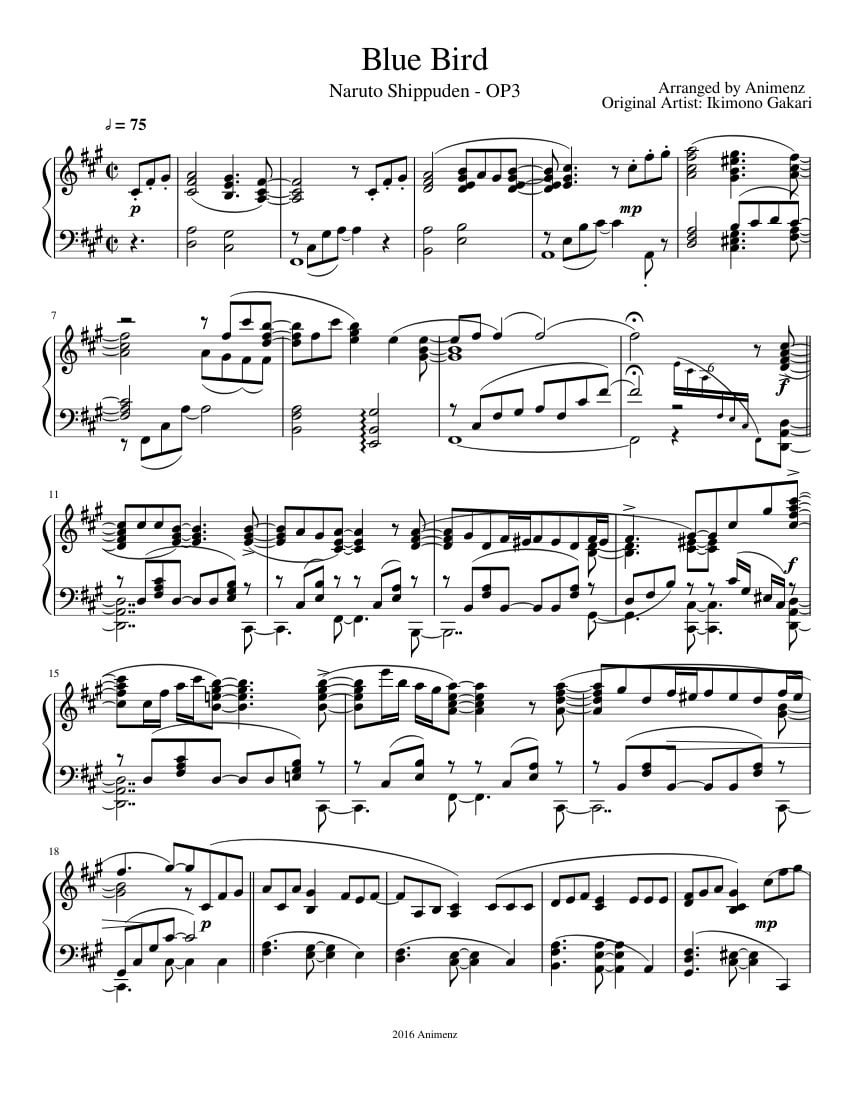 Blue Bird
Naruto Shippuden - OP3
Arranged by Animenz
Original Artist: Ikimono Gakari
𝅗𝅥 = 75
p
mp
7
6
f
11
f
15
18
p
mp
2016 Animenz